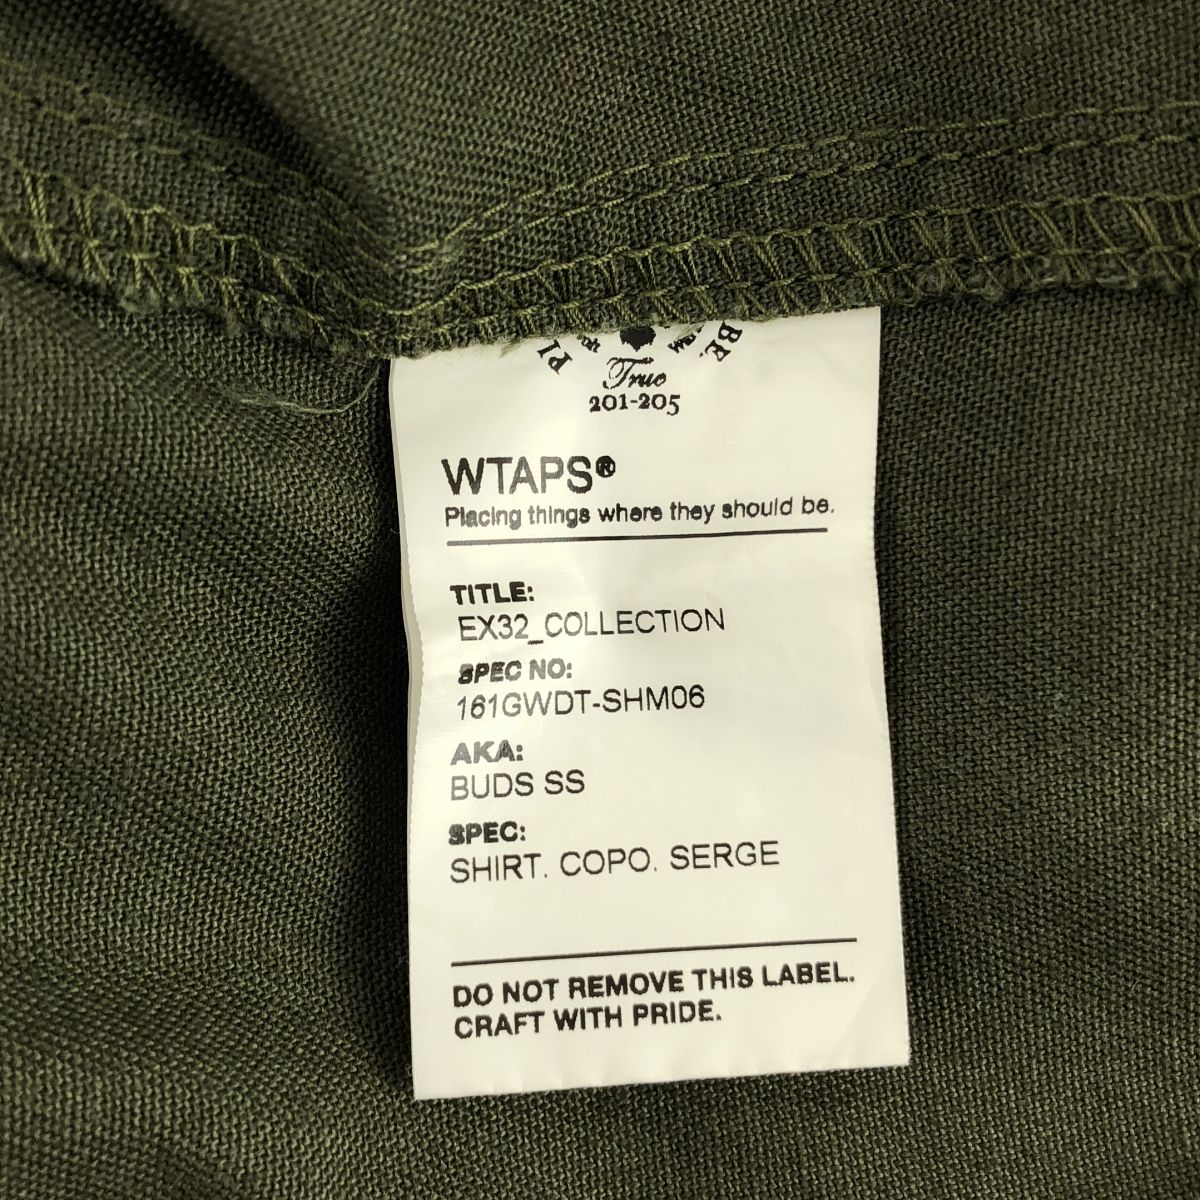 True
201-205
WTAPS®
Placing things where they should be.
TITLE:
EX32_COLLECTION
SPEC NO:
161GWDT-SHM06
AKA:
BUDS SS
SPEC:
SHIRT. COPO. SERGE
DO NOT REMOVE THIS LABEL.
CRAFT WITH PRIDE.